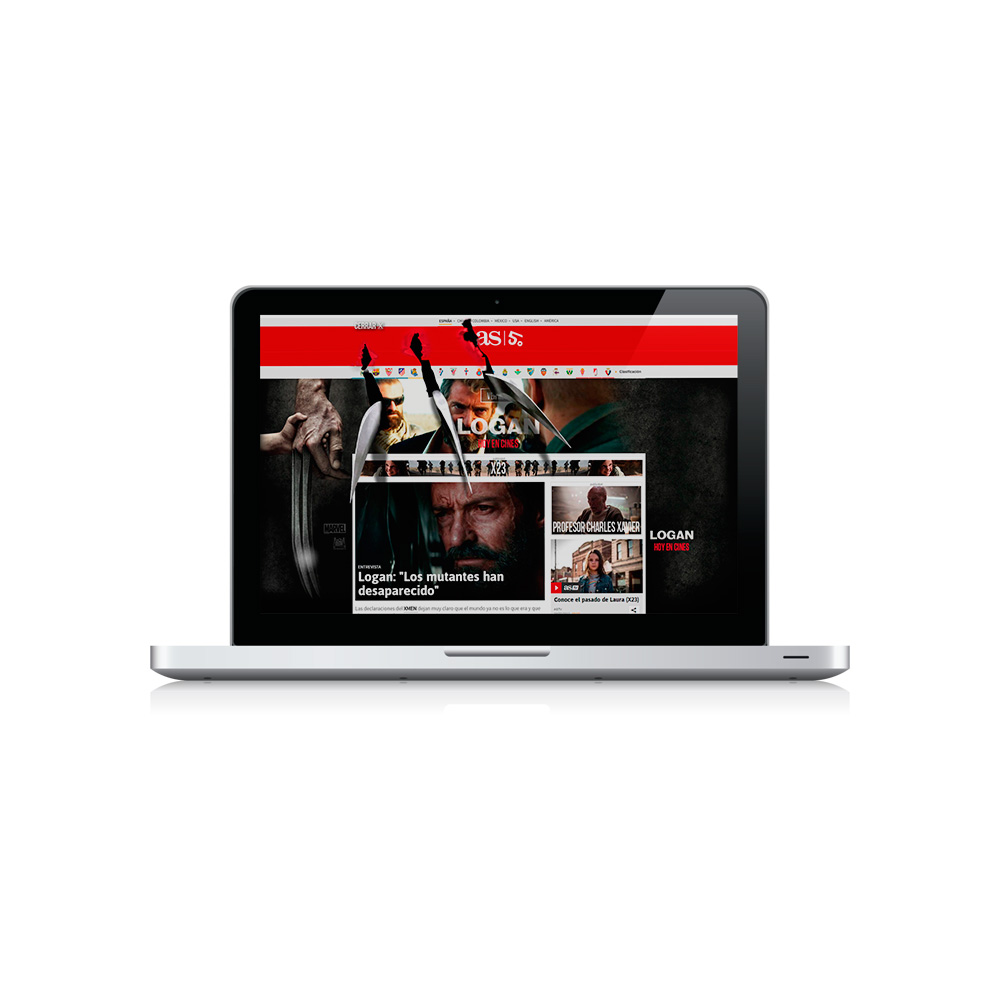 CERRAR X
ESPAÑA
COLOMBIA
MÉXICO
USA
ENGLISH
AMÉRICA
as
Clasificación
LOGAN
HOY EN CINES
X23
MARVEL
PROFESOR CHARLES XAVIER
LOGAN
HOY EN CINES
ENTREVISTA
Logan: "Los mutantes han
desaparecido"
Las declaraciones del XMEN dejan muy claro que el mundo ya no es lo que era y que
as
Conoce el pasado de Laura (X23)